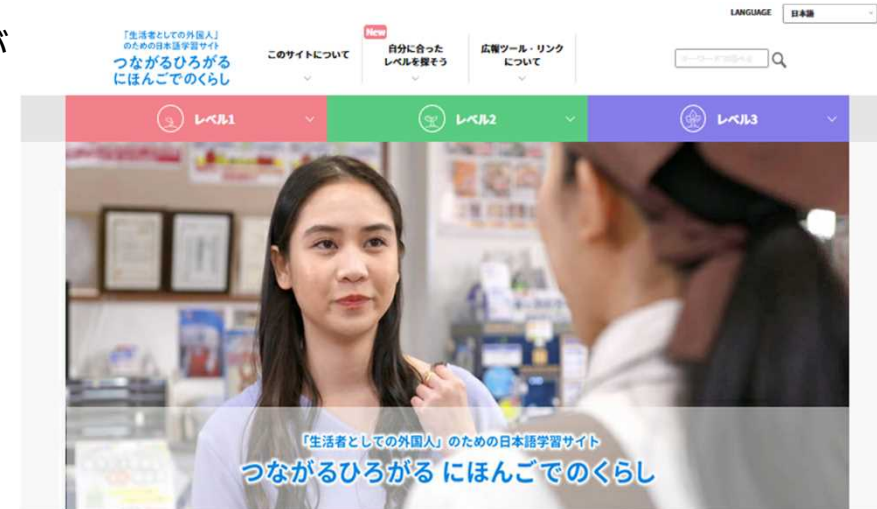 が
LANGUAGE
日本語
「生活者としての外国人」
のための日本語学習サイト
つながるひろがる
にほんごでのくらし
このサイトについて
New
自分に合った
レベルを探そう
広報ツール・リンク
について
レベル1
レベル2
レベル3
「生活者としての外国人」のための日本語学習サイト
つながるひろがる にほんごでのくらし